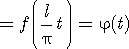 = f(l/π t) = φ(t)